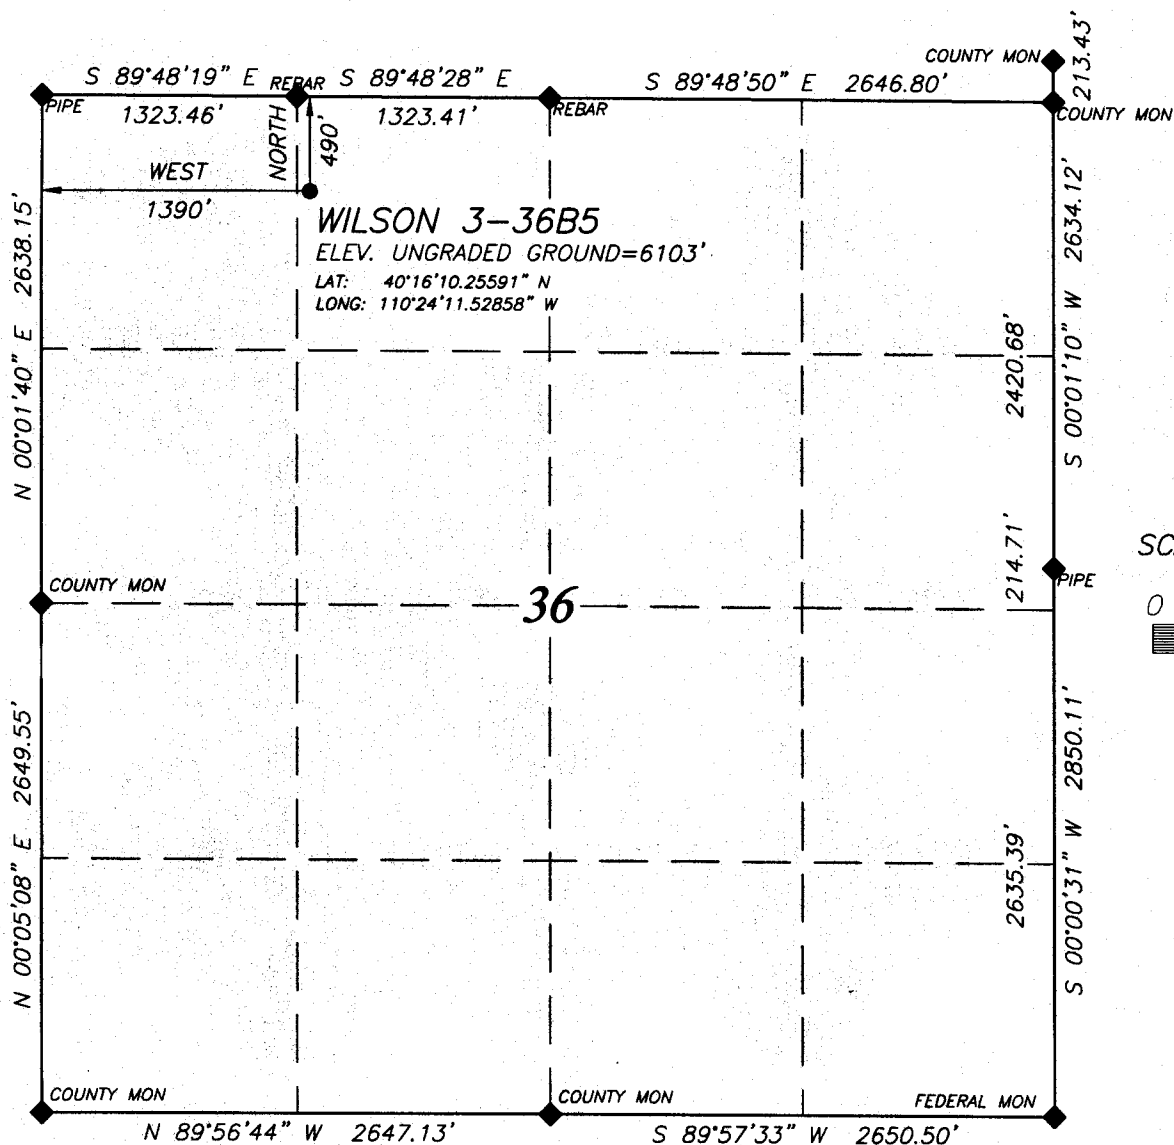 COUNTY MON
213.43'
S 89°48'19" E
REBAR
S 89°48'28" E
S 89°48'50" E 2646.80'
PIPE
1323.46'
NORTH
490'
1323.41'
REBAR
COUNTY MON
WEST
1390'
WILSON 3-36B5
ELEV. UNGRADED GROUND=6103'
LAT: 40°16'10.25591" N
LONG: 110°24'11.52858" W
N 00°01'40" E 2638.15'
2420.68'
S 00°01'10" W 2634.12'
214.71'
PIPE
COUNTY MON
36
0
N 00°05'08" E 2649.55'
2635.39'
S 00°00'31" W 2850.11'
COUNTY MON
COUNTY MON
FEDERAL MON
N 89°56'44" W 2647.13'
S 89°57'33" W 2650.50'